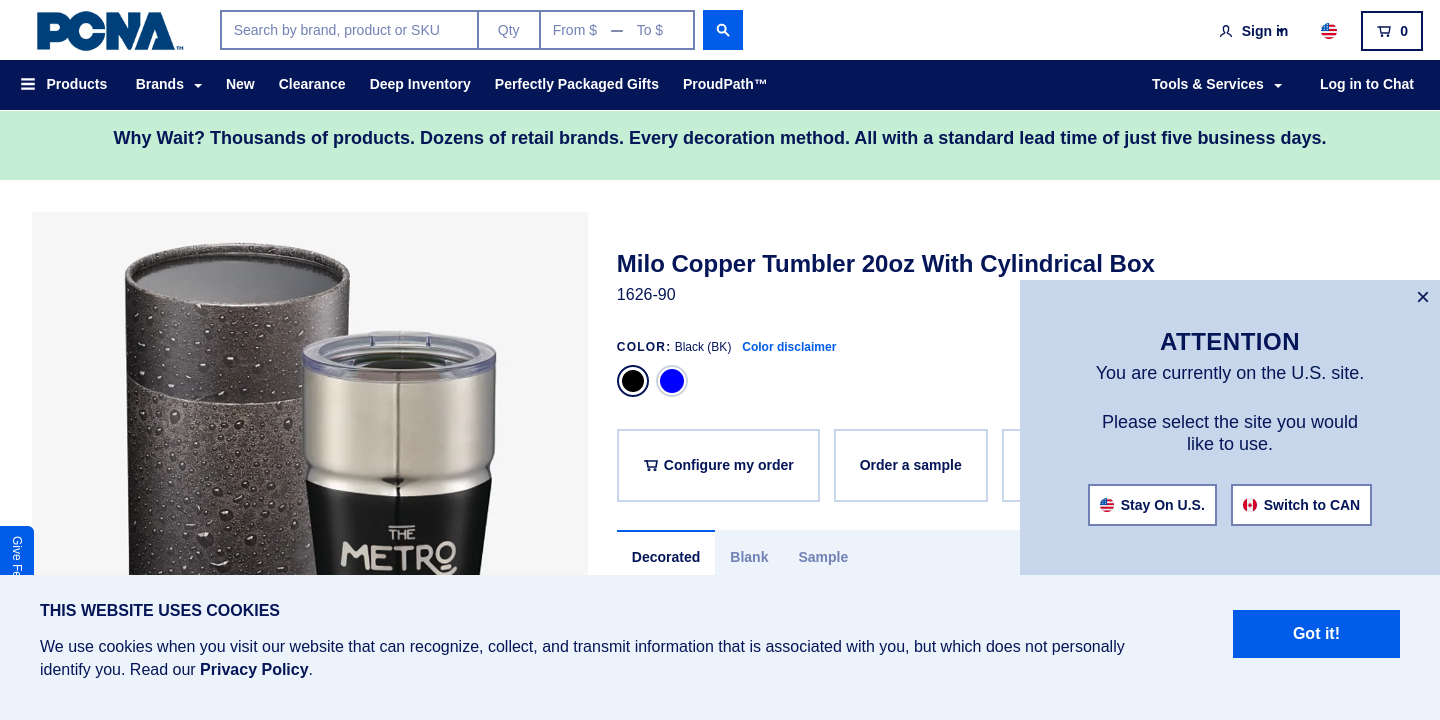 PCNA™
Search by brand, product or SKU
Qty
From $ — To $
Sign in
0
Products
Brands
New
Clearance
Deep Inventory
Perfectly Packaged Gifts
ProudPath™
Tools & Services
Log in to Chat
Why Wait? Thousands of products. Dozens of retail brands. Every decoration method. All with a standard lead time of just five business days.
THE
METRO
Milo Copper Tumbler 20oz With Cylindrical Box
1626-90
COLOR: Black (BK) Color disclaimer
Configure my order
Order a sample
Decorated
Blank
Sample
ATTENTION
You are currently on the U.S. site.
Please select the site you would
like to use.
Stay On U.S.
Switch to CAN
Give
THIS WEBSITE USES COOKIES
We use cookies when you visit our website that can recognize, collect, and transmit information that is associated with you, but which does not personally
identify you. Read our Privacy Policy.
Got it!